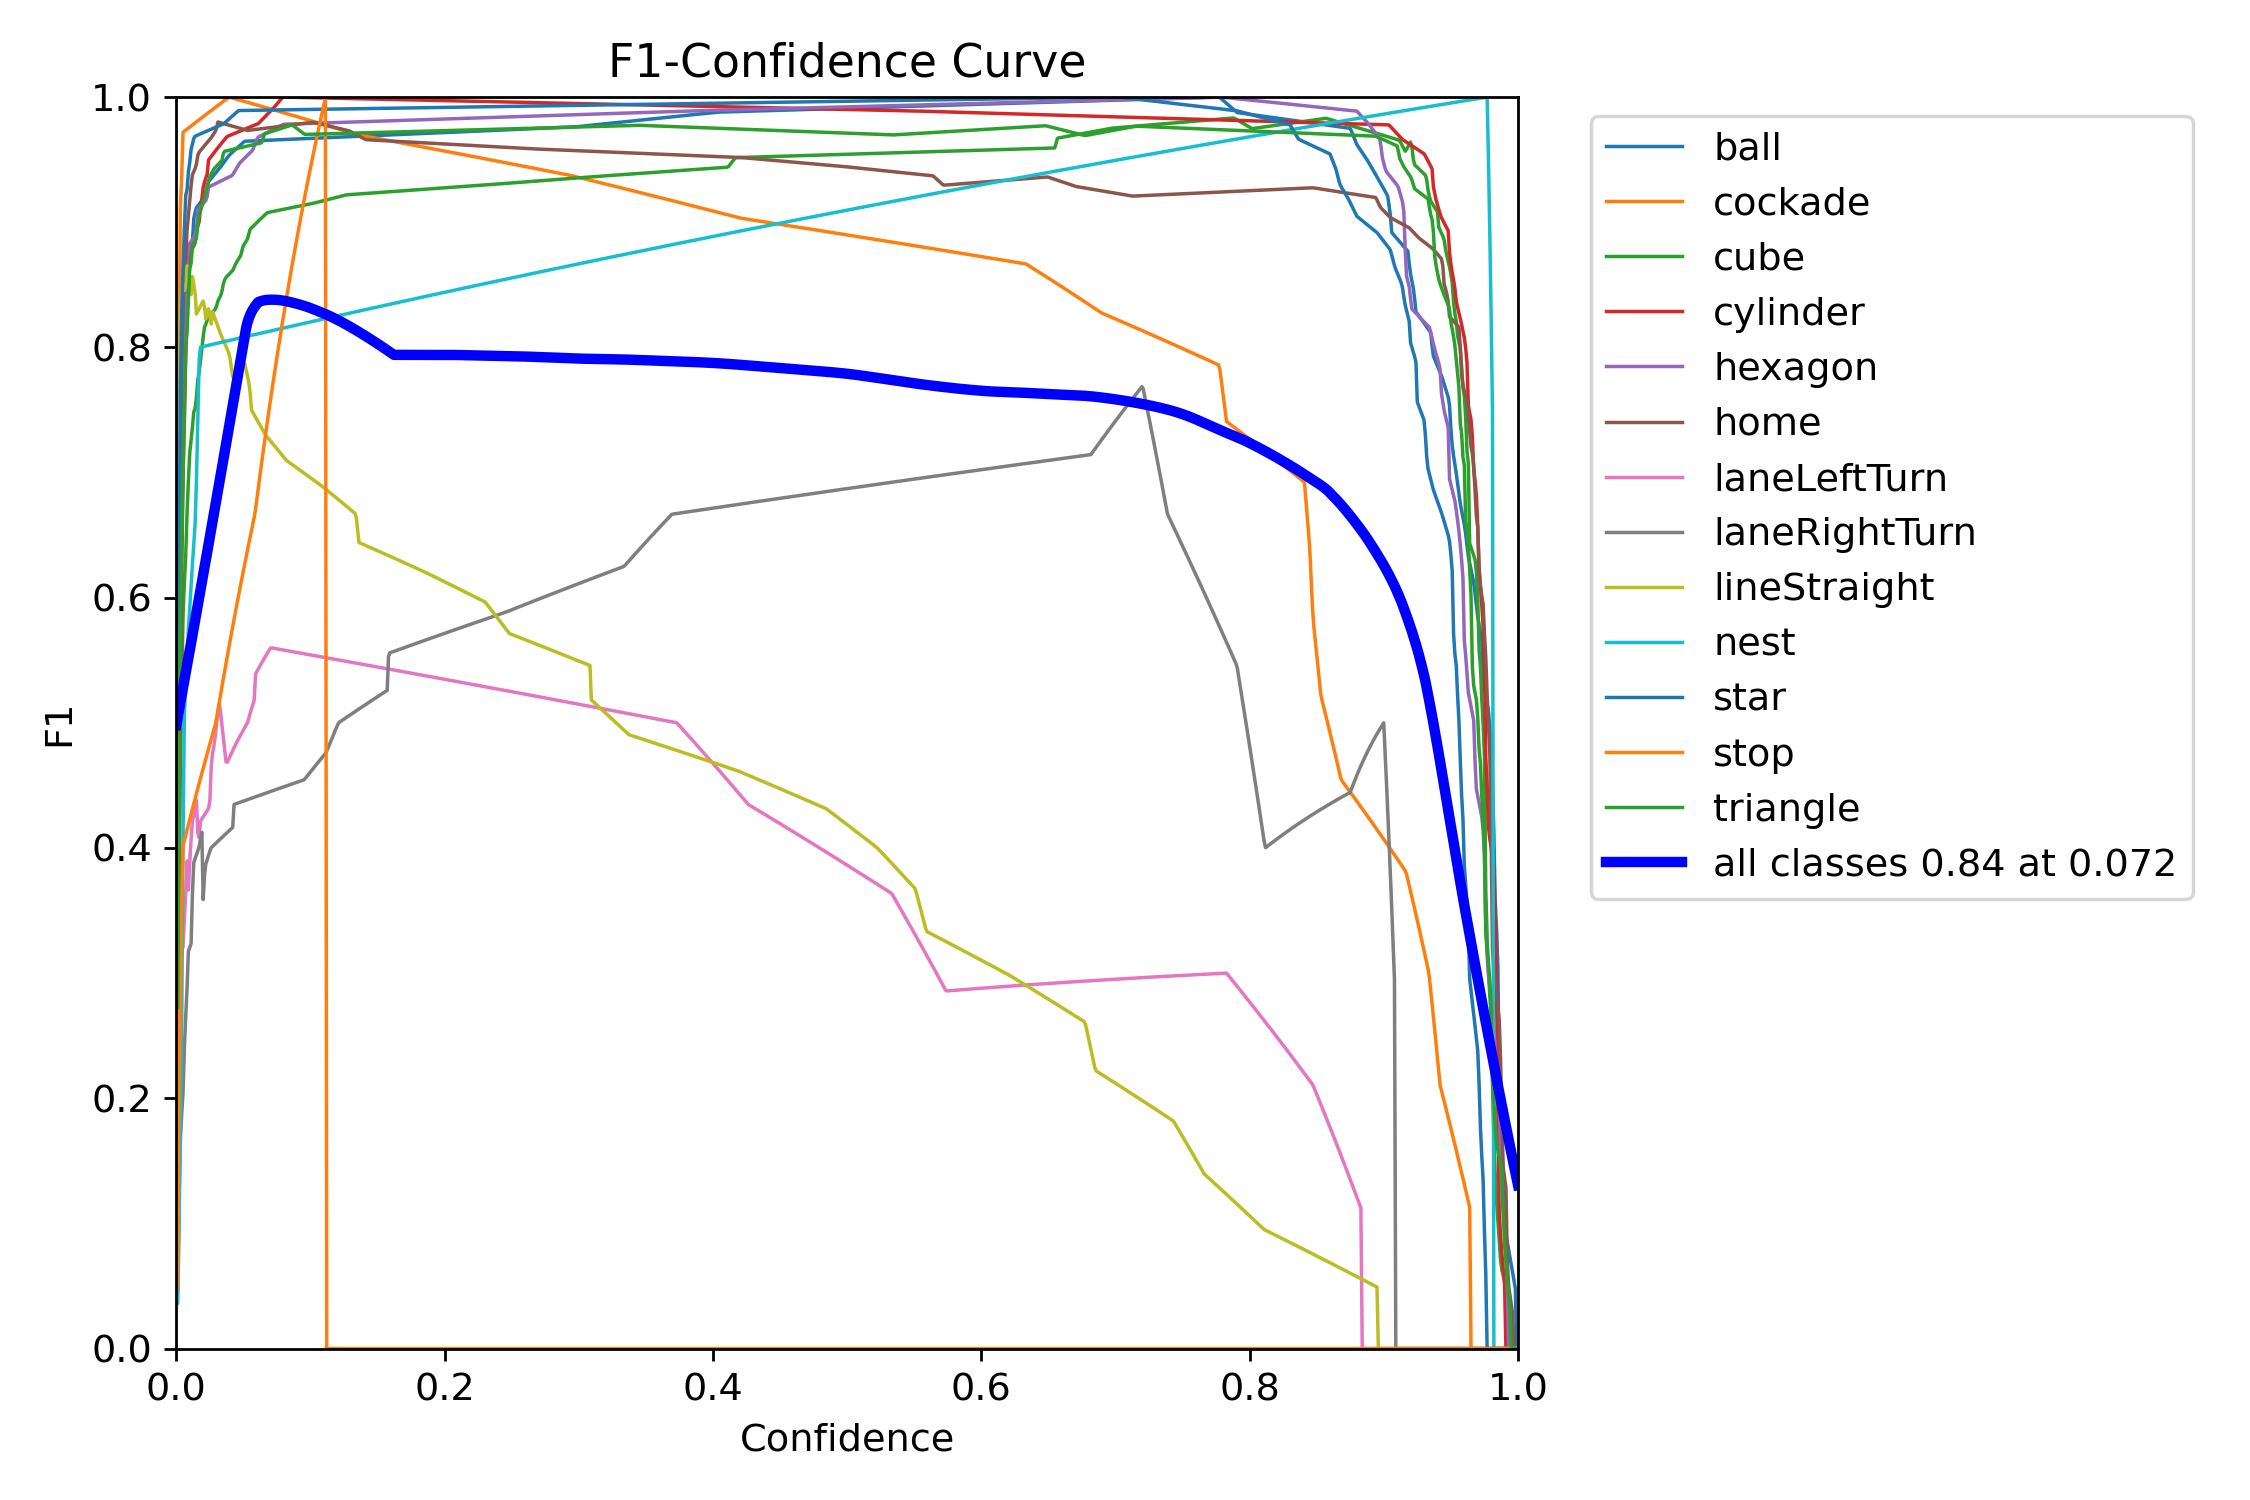 F1-Confidence Curve
1.0
0.8
0.6
0.4
0.2
0.0
F1
0.0 0.2 0.4 0.6 0.8 1.0
Confidence
ball
cockade
cube
cylinder
hexagon
home
laneLeftTurn
laneRightTurn
lineStraight
nest
star
stop
triangle
all classes 0.84 at 0.072